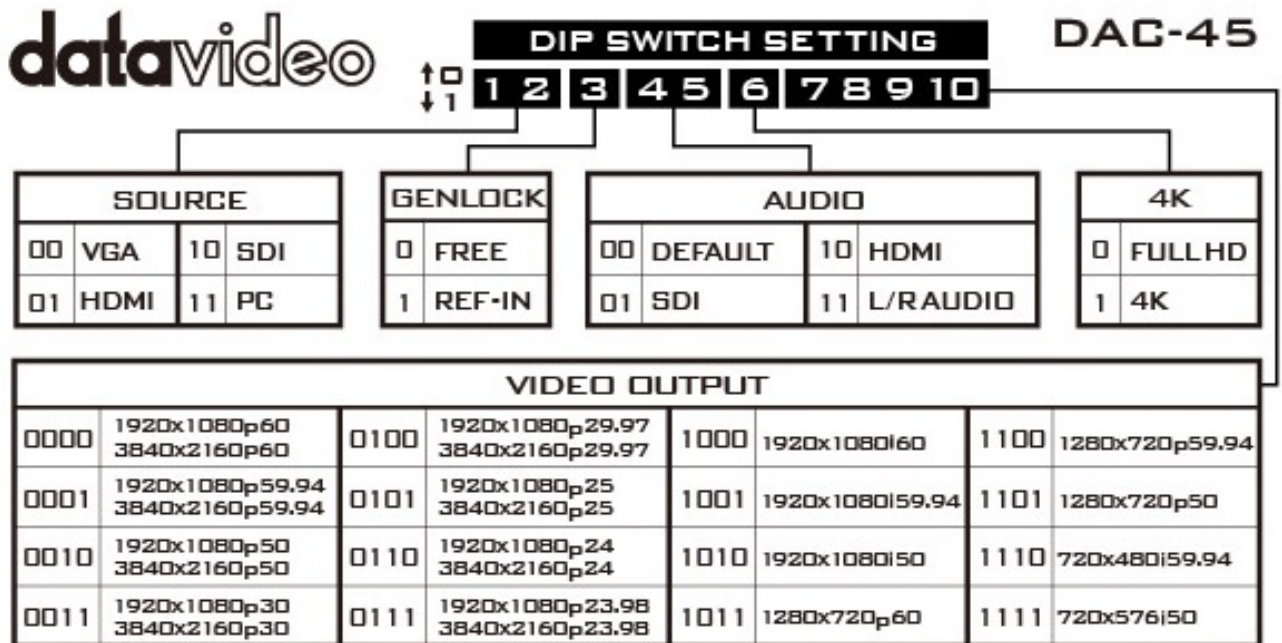 datavideo
DIP SWITCH SETTING
DAC-45
↑0
↓1
1 2 3 4 5 6 7 8 9 10
SOURCE
00 VGA 10 SDI
01 HDMI 11 PC
GENLOCK
0 FREE
1 REF-IN
AUDIO
00 DEFAULT 10 HDMI
01 SDI 11 L/R AUDIO
4K
0 FULLHD
1 4K
VIDEO OUTPUT
0000 1920x1080p60
3840x2160p60
0001 1920x1080p59.94
3840x2160p59.94
0010 1920x1080p50
3840x2160p50
0011 1920x1080p30
3840x2160p30
0100 1920x1080p29.97
3840x2160p29.97
0101 1920x1080p25
3840x2160p25
0110 1920x1080p24
3840x2160p24
0111 1920x1080p23.98
3840x2160p23.98
1000 1920x1080i60
1001 1920x1080i59.94
1010 1920x1080i50
1011 1280x720p60
1100 1280x720p59.94
1101 1280x720p50
1110 720x480i59.94
1111 720x576i50